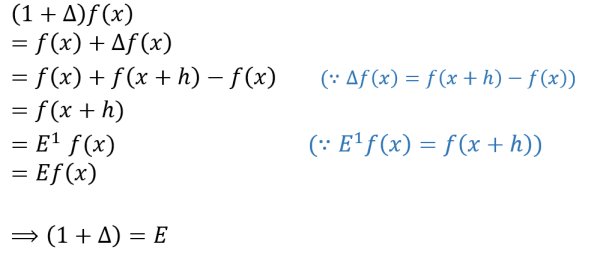 (1 + Δ)f(x)
= f(x) + Δf(x)
= f(x) + f(x + h) − f(x) (∵ Δf(x) = f(x + h) − f(x))
= f(x + h)
= E¹ f(x) (∵ E¹f(x) = f(x + h))
= Ef(x)
⟹ (1 + Δ) = E